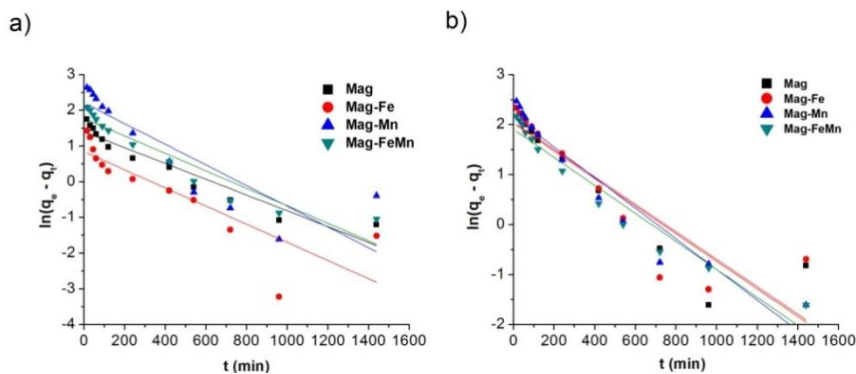 a)
3
2
1
0
-1
-2
-3
-4
ln(qe - qt)
0 200 400 600 800 1000 1200 1400 1600
t (min)
Mag
Mag-Fe
Mag-Mn
Mag-FeMn
b)
3
2
1
0
-1
-2
ln(qe - qt)
0 200 400 600 800 1000 1200 1400 1600
t (min)
Mag
Mag-Fe
Mag-Mn
Mag-FeMn